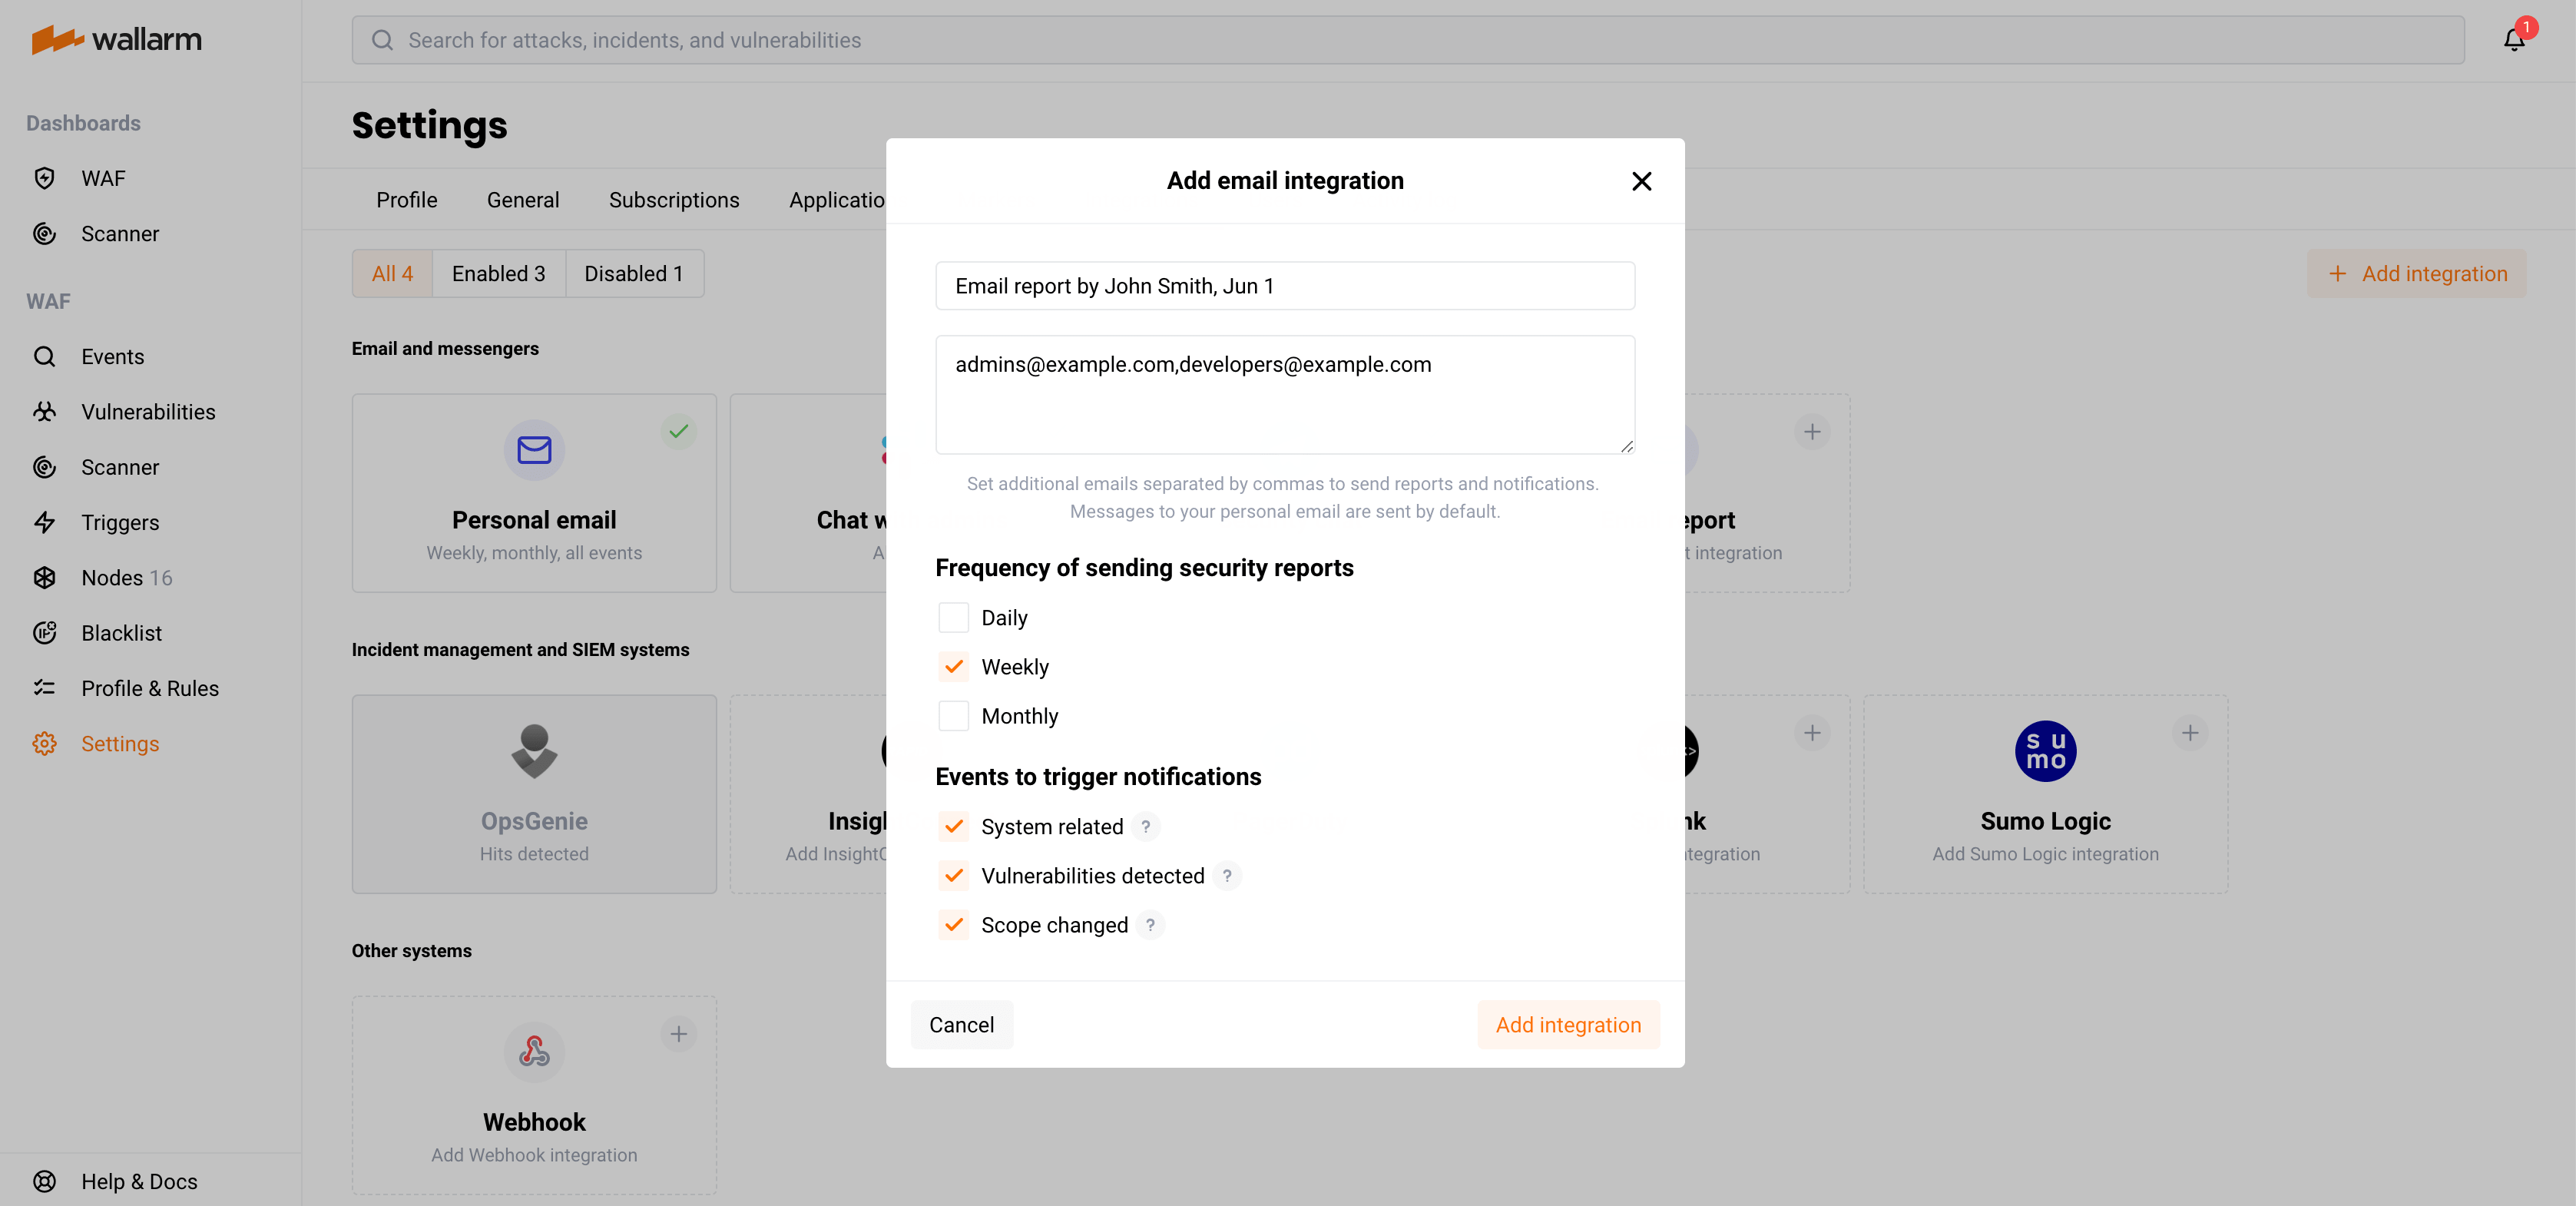 wallarm
Search for attacks, incidents, and vulnerabilities
1
Dashboards
WAF
Scanner
WAF
Events
Vulnerabilities
Scanner
Triggers
Nodes 16
Blacklist
Profile & Rules
Settings
Help & Docs
Settings
Profile General Subscriptions Applicatio
All 4 Enabled 3 Disabled 1
Add integration
Email and messengers
Personal email
Weekly, monthly, all events
Chat w
A
eport
t integration
Incident management and SIEM systems
OpsGenie
Hits detected
Insig
Add Insight
nk
tegration
su
mo
Sumo Logic
Add Sumo Logic integration
Other systems
Webhook
Add Webhook integration
Add email integration
Email report by John Smith, Jun 1
admins@example.com,developers@example.com
Set additional emails separated by commas to send reports and notifications.
Messages to your personal email are sent by default.
Frequency of sending security reports
Daily
Weekly
Monthly
Events to trigger notifications
System related ?
Vulnerabilities detected ?
Scope changed ?
Cancel
Add integration